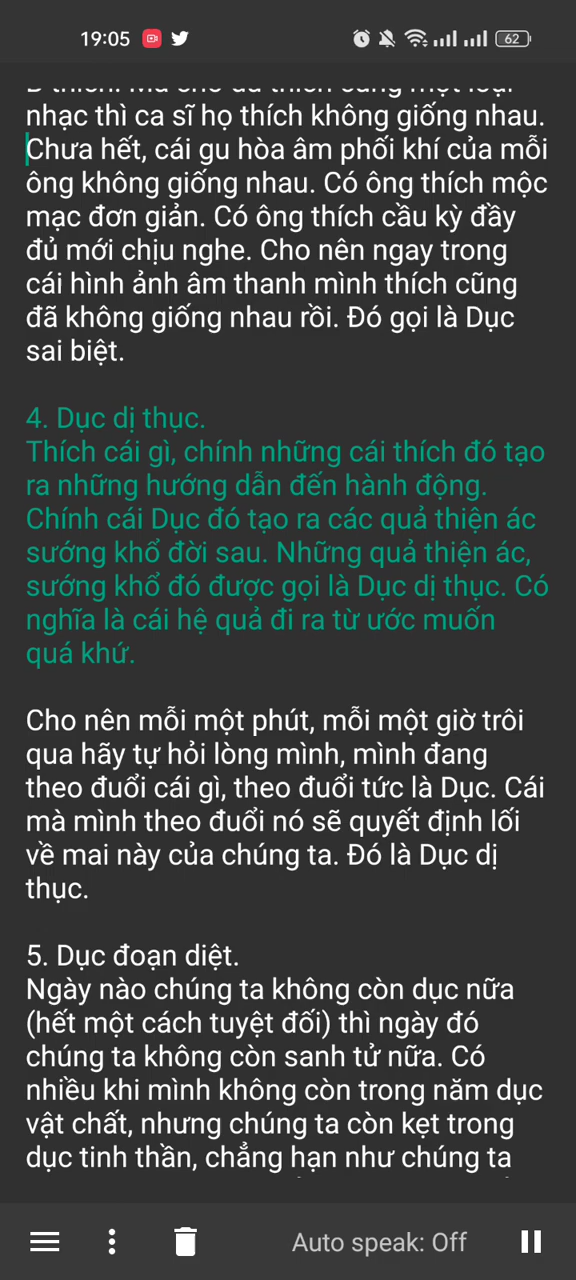 19:05
62
nhạc thì ca sĩ họ thích không giống nhau.
Chưa hết, cái gu hòa âm phối khí của mỗi
ông không giống nhau. Có ông thích mộc
mạc đơn giản. Có ông thích cầu kỳ đầy
đủ mới chịu nghe. Cho nên ngay trong
cái hình ảnh âm thanh mình thích cũng
đã không giống nhau rồi. Đó gọi là Dục
sai biệt.
4. Dục dị thục.
Thích cái gì, chính những cái thích đó tạo
ra những hướng dẫn đến hành động.
Chính cái Dục đó tạo ra các quả thiện ác
sướng khổ đời sau. Những quả thiện ác,
sướng khổ đó được gọi là Dục dị thục. Có
nghĩa là cái hệ quả đi ra từ ước muốn
quá khứ.
Cho nên mỗi một phút, mỗi một giờ trôi
qua hãy tự hỏi lòng mình, mình đang
theo đuổi cái gì, theo đuổi tức là Dục. Cái
mà mình theo đuổi nó sẽ quyết định lối
về mai này của chúng ta. Đó là Dục dị
thục.
5. Dục đoạn diệt.
Ngày nào chúng ta không còn dục nữa
(hết một cách tuyệt đối) thì ngày đó
chúng ta không còn sanh tử nữa. Có
nhiều khi mình không còn trong năm dục
vật chất, nhưng chúng ta còn kẹt trong
dục tinh thần, chẳng hạn như chúng ta
Auto speak: Off